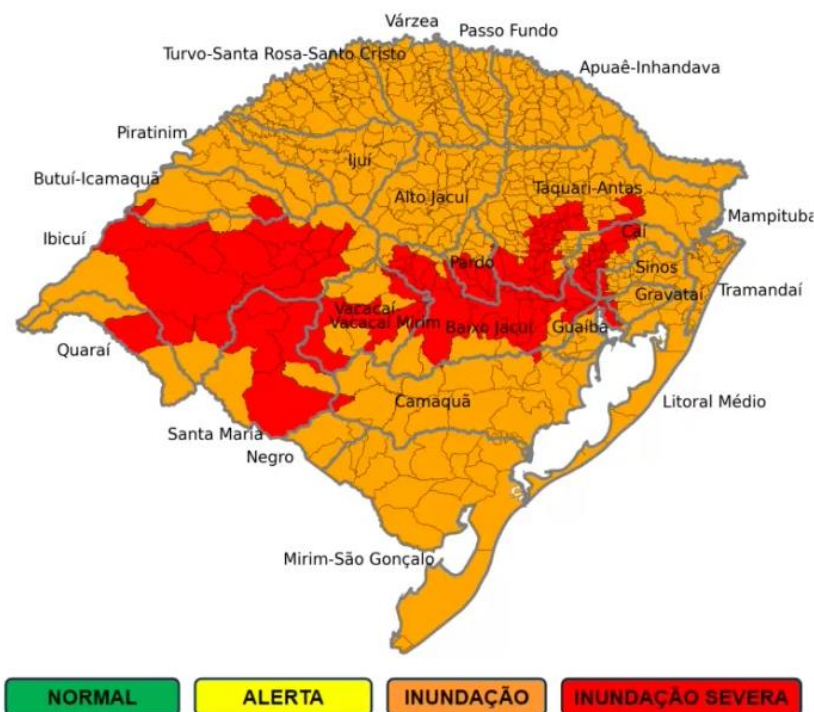 Várzea
Passo Fundo
Turvo-Santa Rosa-Santo Cristo
Apuaê-Inhandava
Piratinim
Ijuí
Butuí-Icamaquã
Alto Jacuí
Taquari-Antas
Mampituba
Ibicuí
Caí
Pardo
Sinos
Tramandaí
Gravataí
Vacacaí-
Vacacaí Mirim
Baixo Jacuí
Guaíba
Quaraí
Camaquã
Litoral Médio
Santa Maria
Negro
Mirim-São Gonçalo
NORMAL
ALERTA
INUNDAÇÃO
INUNDAÇÃO SEVERA